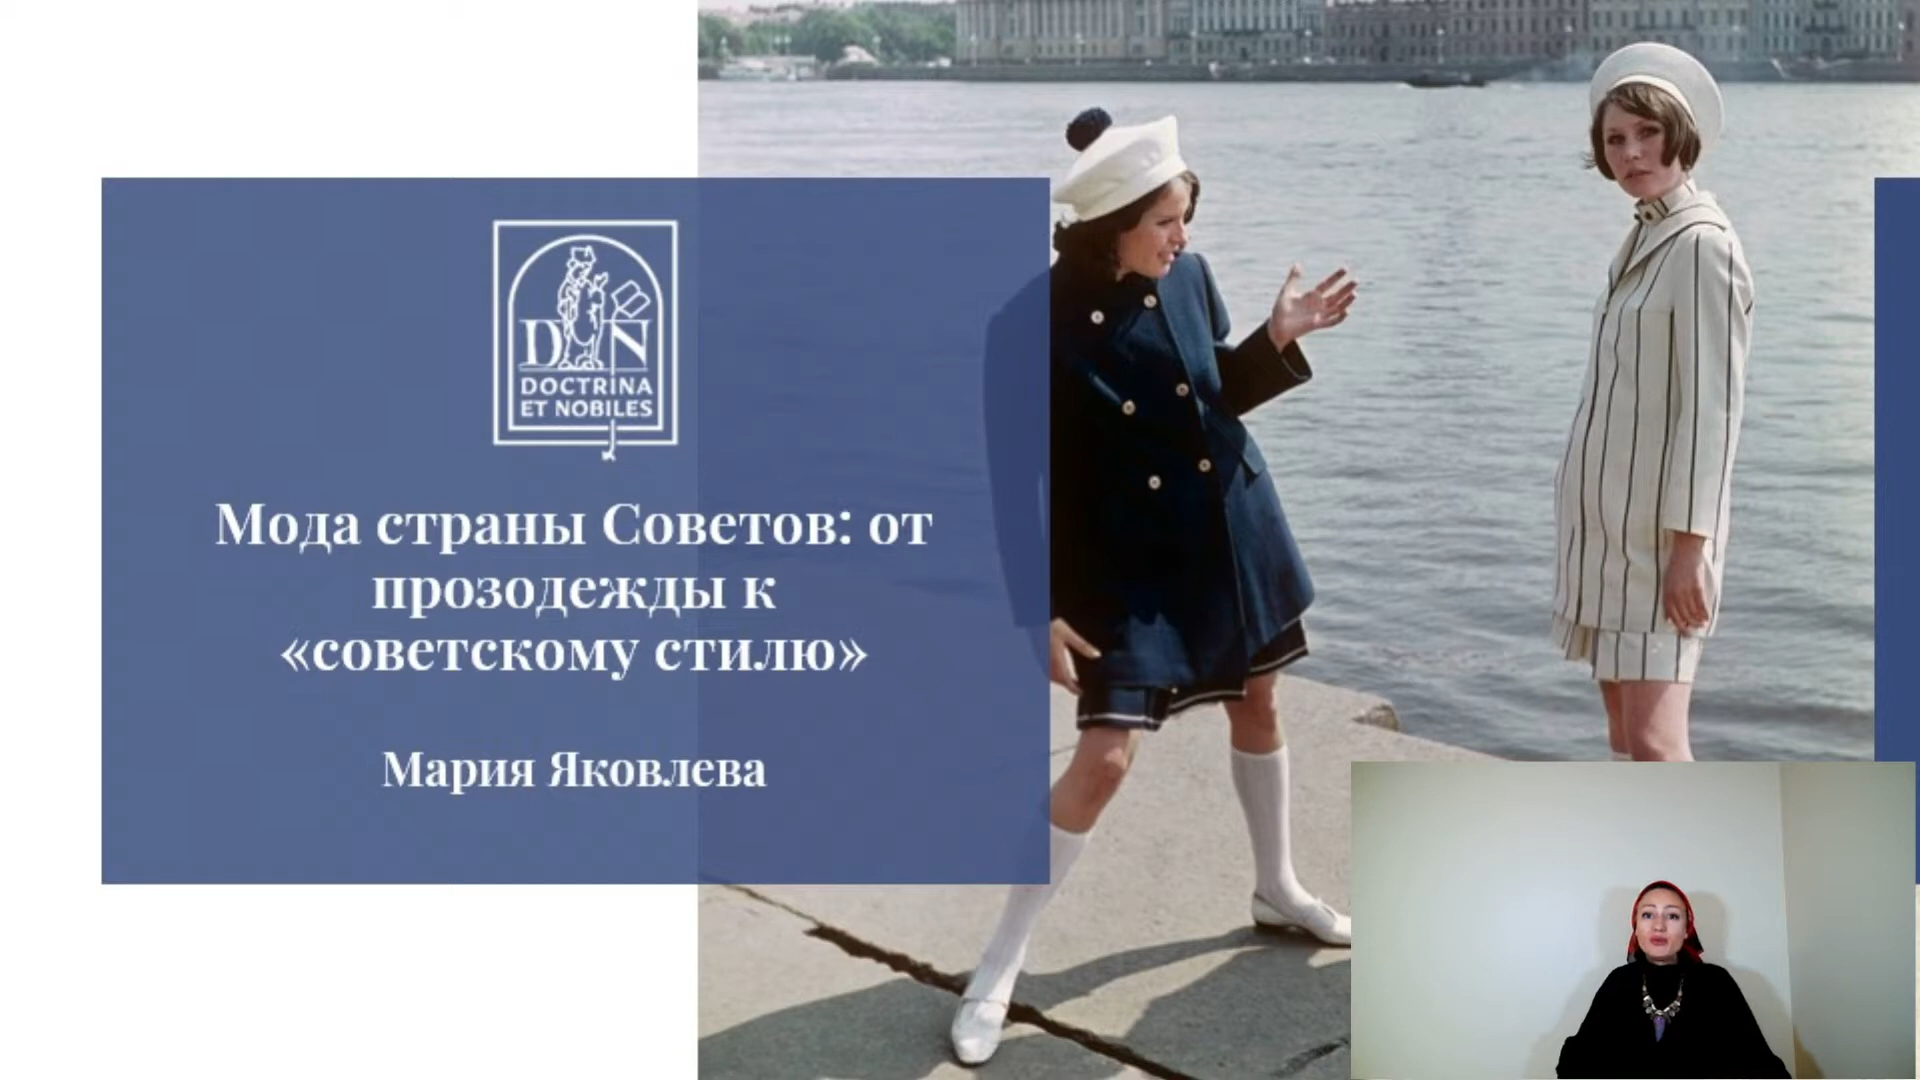 DN
DOCTRINA
ET NOBILES
Мода страны Советов: от
прозодежды к
«советскому стилю»
Мария Яковлева